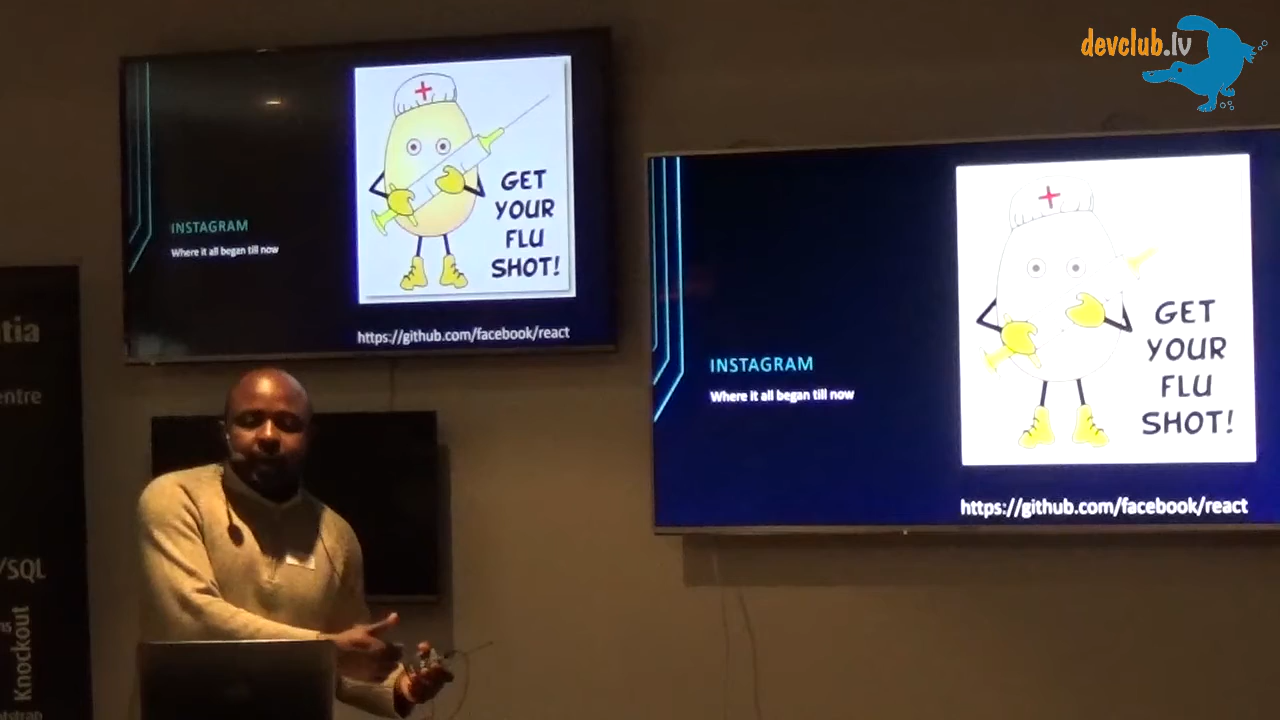 devclub.lv
INSTAGRAM
Where it all began till now
GET
YOUR
FLU
SHOT!
https://github.com/facebook/react
INSTAGRAM
Where it all began till now
GET
YOUR
FLU
SHOT!
https://github.com/facebook/react
tia
entre
/SQL
ns
Knockout
otstrap